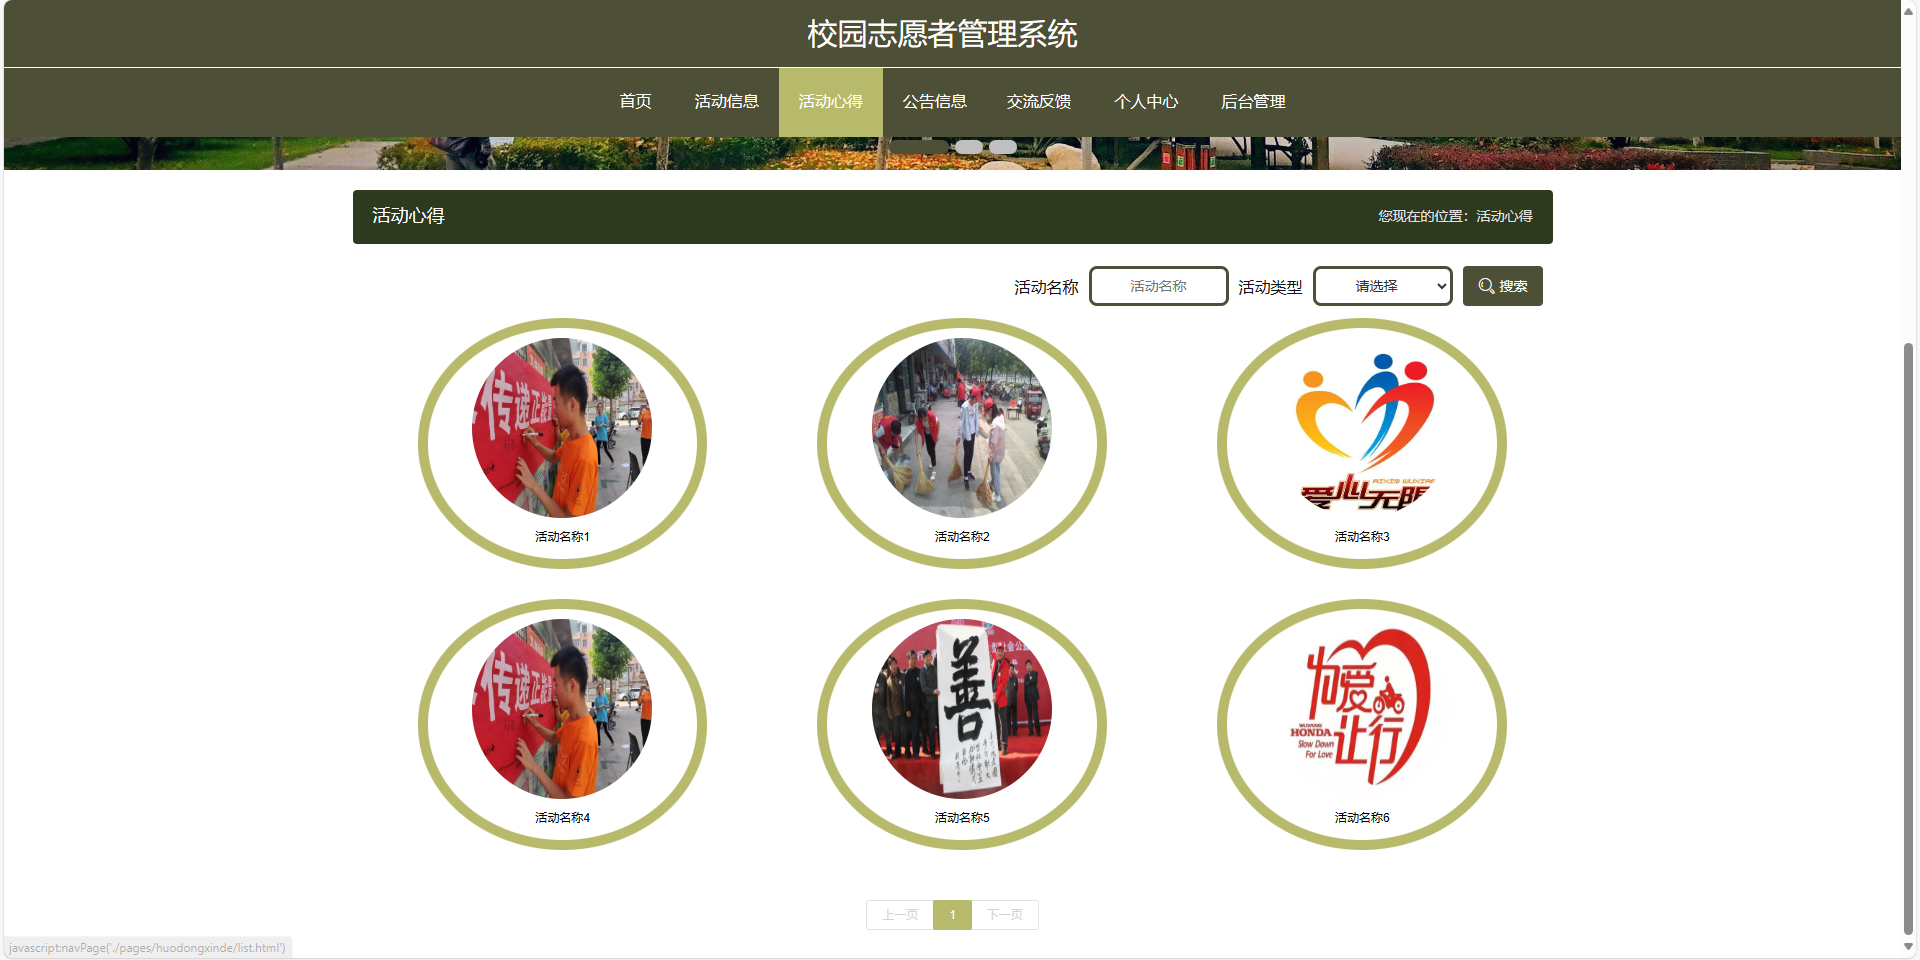 校园志愿者管理系统
首页 活动信息 活动心得 公告信息 交流反馈 个人中心 后台管理
活动心得 您现在的位置：活动心得
活动名称 活动名称 活动类型 请选择 搜索
传递正能量
AIXIN WUXIAN
爱心无限
活动名称1 活动名称2 活动名称3
传递正能量
善
为爱让行
WUYANG
HONDA
Slow Down
For Love
活动名称4 活动名称5 活动名称6
上一页 1 下一页
javascript:navPage('./pages/huodongxinde/list.html')